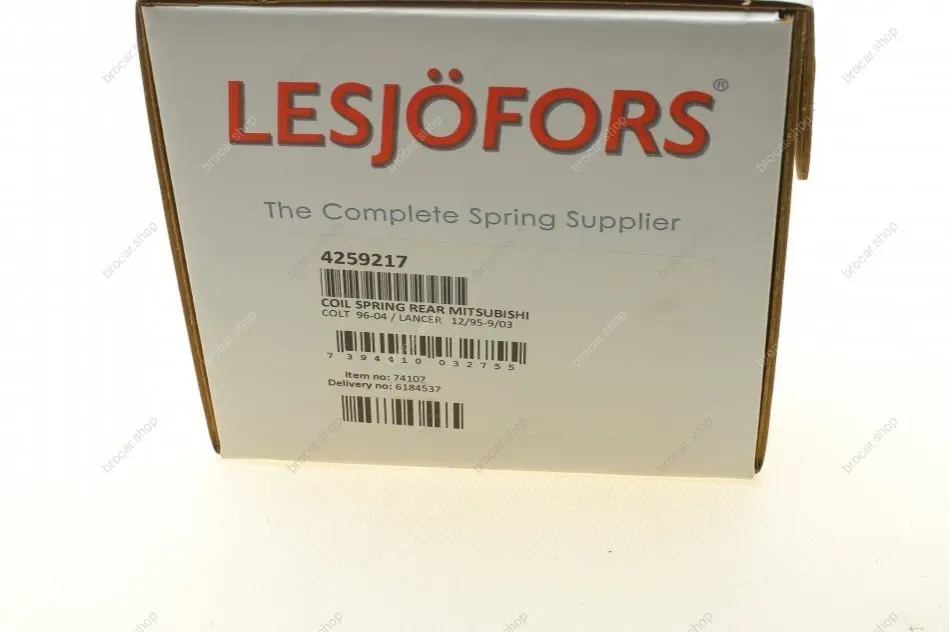 LESJÖFORS®
The Complete Spring Supplier
4259217
COIL SPRING REAR MITSUBISHI
COLT 96-04 / LANCER 12/95-9/03
7 394410 032755
Item no: 74107
Delivery no: 6184537
brocar.shop